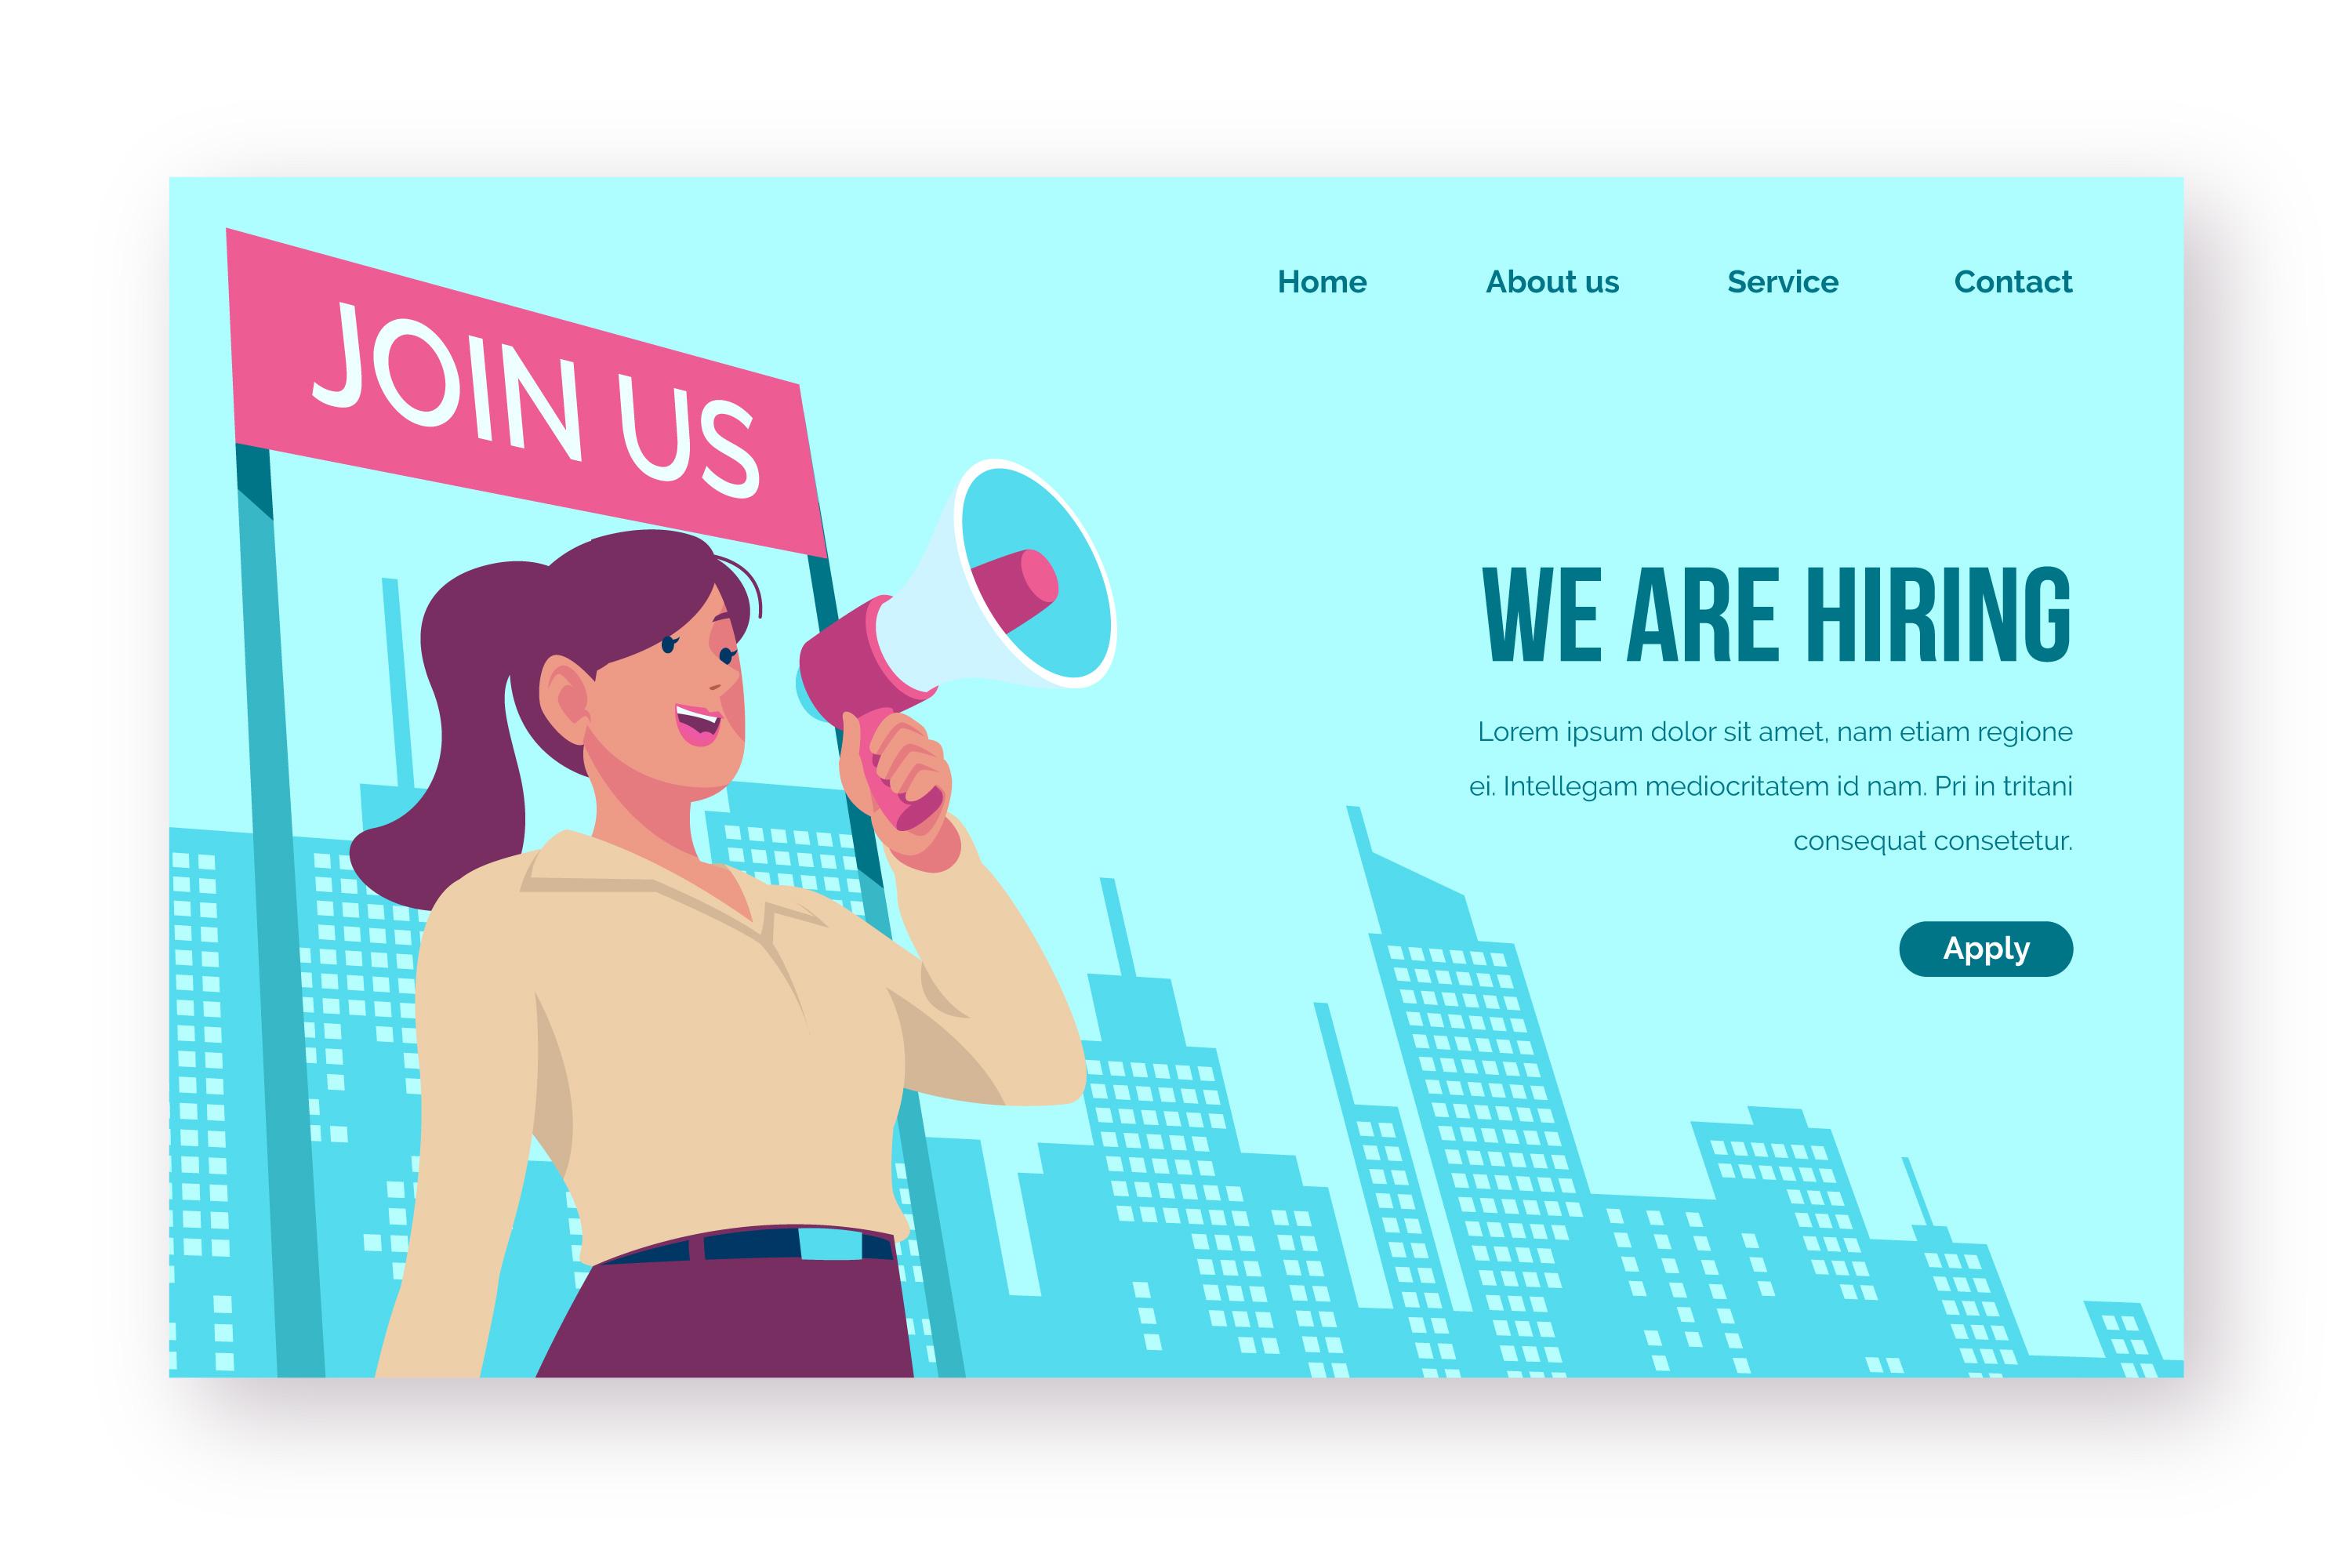 JOIN US
Home About us Service Contact
WE ARE HIRING
Lorem ipsum dolor sit amet, nam etiam regione
ei. Intellegam mediocritatem id nam. Pri in tritani
consequat consetetur.
Apply